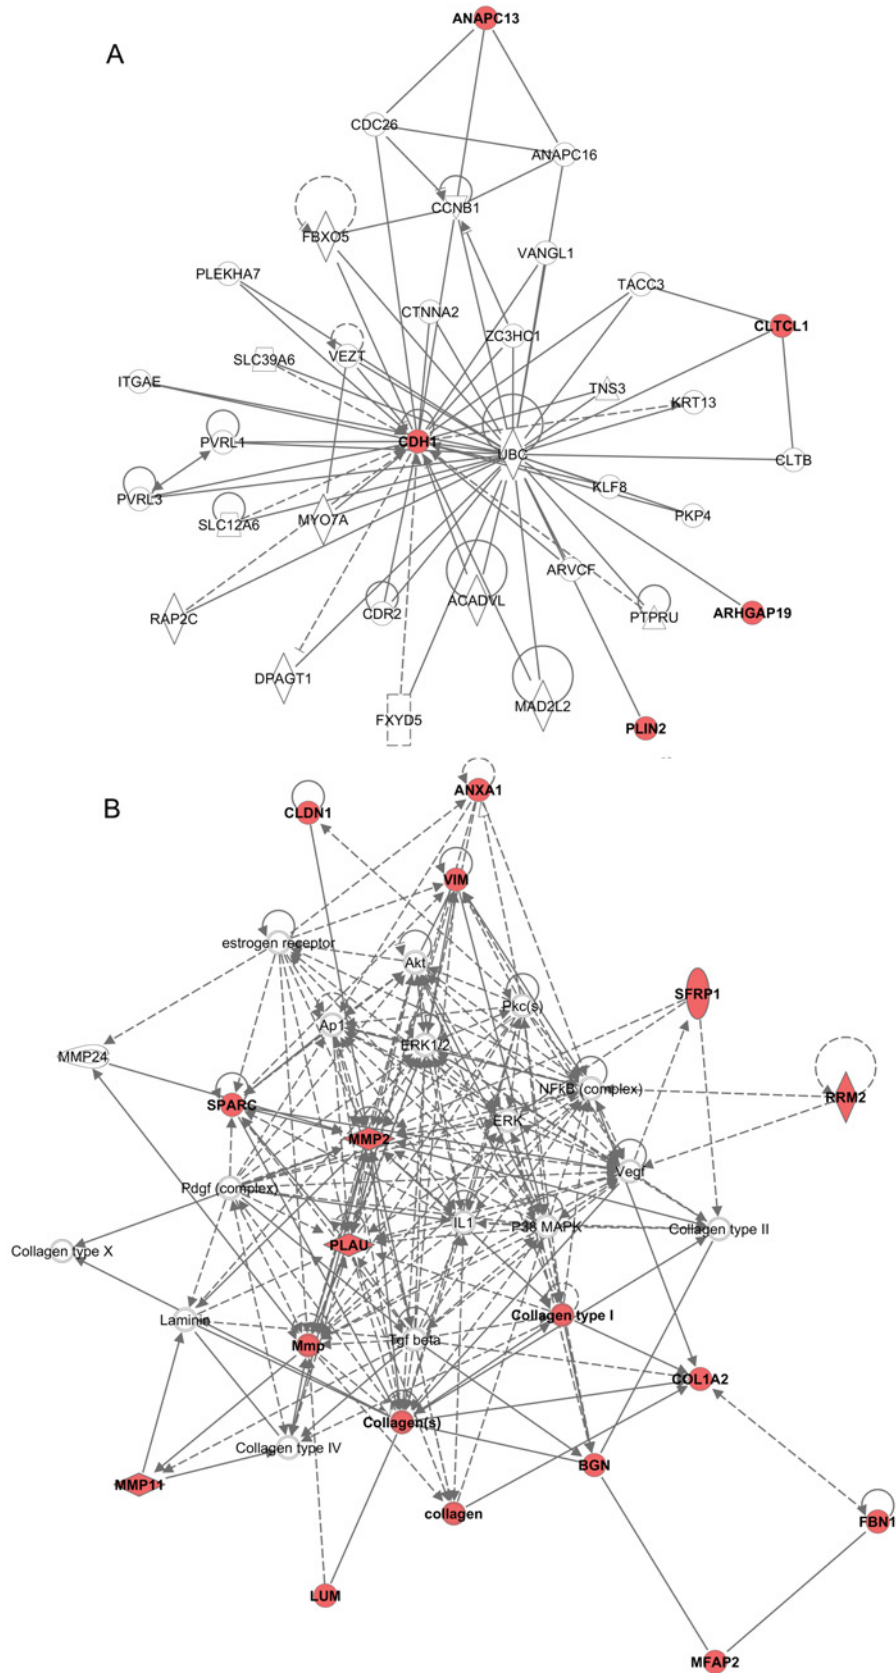 ANAPC13
A
CDC26
ANAPC16
CCNB1
FBXO5
VANGL1
PLEKHA7
TACC3
CTNNA2
CLTCL1
ZC3HC1
SLC39A6
VEZT
ITGAE
TNS3
KRT13
PVRL1
CDH1
UBC
CLTB
PVRL3
KLF8
SLC12A6
MYO7A
PKP4
ARVCF
ACADVL
RAP2C
CDR2
PTPRU
ARHGAP19
DPAGT1
MAD2L2
FXYD5
PLIN2
B
ANXA1
CLDN1
VIM
estrogen receptor
Akt
SFRP1
Pkc(s)
Ap1
ERK1/2
MMP24
NFkB (complex)
RRM2
SPARC
ERK
MMP2
Vegf
Pdgf (complex)
IL1
P38 MAPK
Collagen type II
PLAU
Collagen type X
Collagen type I
Laminin
Mmp
Tgf beta
COL1A2
Collagen(s)
Collagen type IV
BGN
MMP11
collagen
FBN1
LUM
MFAP2